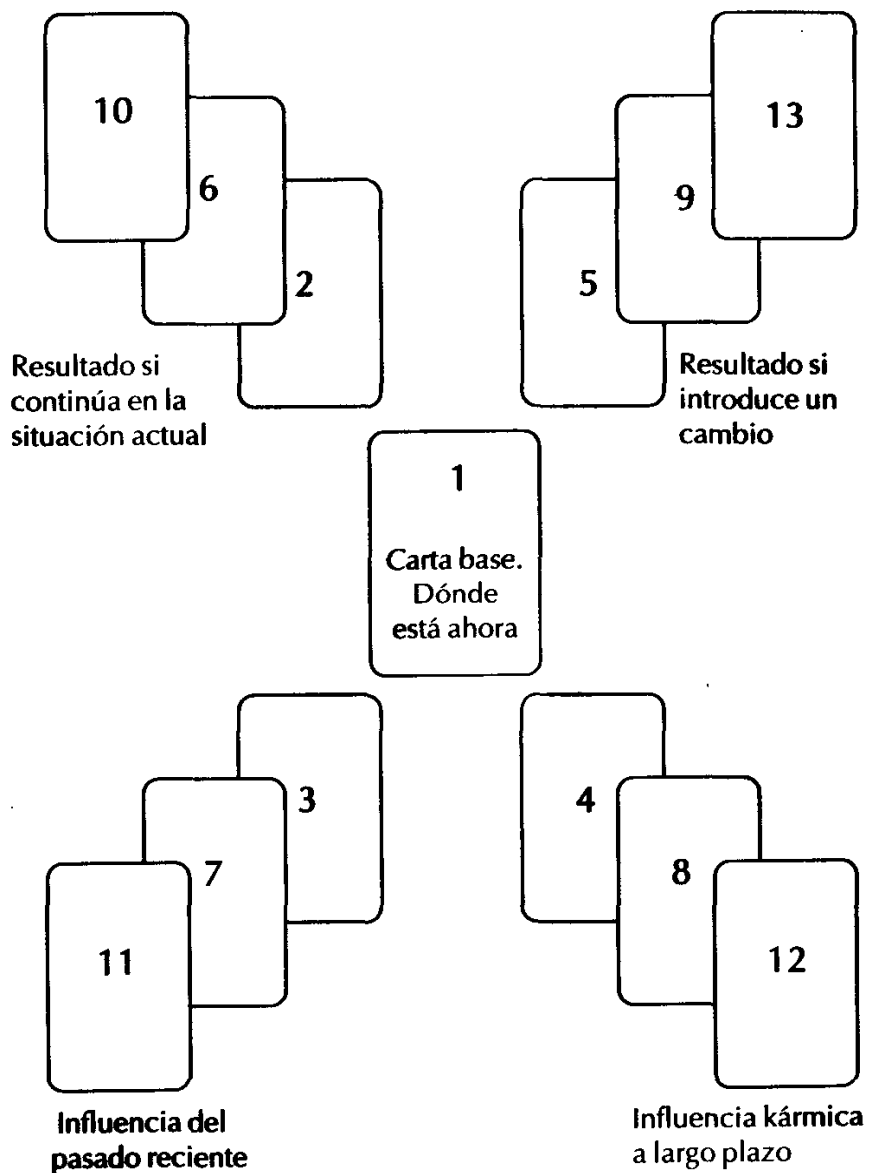 10
13
6
9
2
5
Resultado si
continúa en la
situación actual
Resultado si
introduce un
cambio
1
Carta base.
Dónde
está ahora
3
4
7
8
11
12
Influencia del
pasado reciente
Influencia kármica
a largo plazo